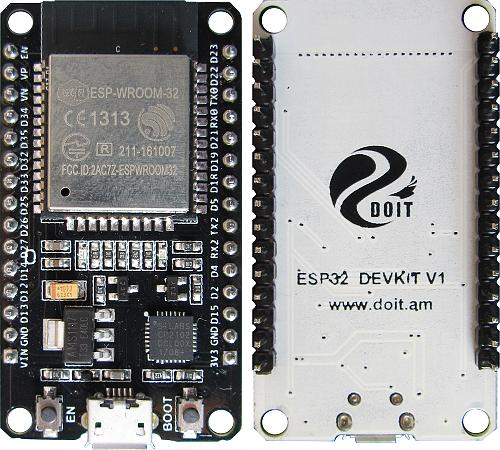 C
ESP-WROOM-32
CE1313
R 211-161007
FCC ID:2AC7Z-ESPWROOM32
EN
VP
VN
D34
D35
D32
D33
D25
D26
D27
D14
D12
D13
GND
VIN
D23
D22
TX0
RX0
D21
D19
D18
D5
TX2
RX2
D4
D2
D15
GND
3V3
EN
BOOT
DOIT
ESP32 DEVKIT V1
www.doit.am